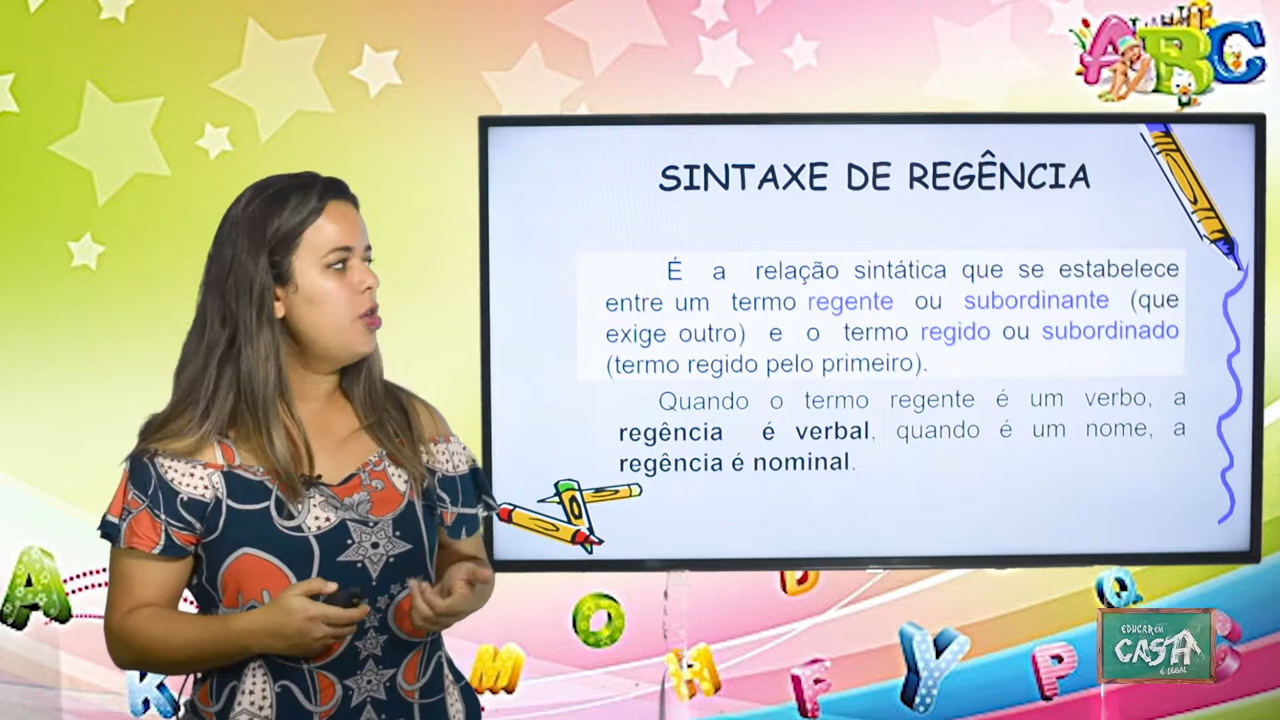 ABC
SINTAXE DE REGÊNCIA
É a relação sintática que se estabelece
entre um termo regente ou subordinante (que
exige outro) e o termo regido ou subordinado
(termo regido pelo primeiro).
Quando o termo regente é um verbo, a
regência é verbal, quando é um nome, a
regência é nominal.
A
K
M
O
H
D
F
Y
P
Q
EDUCAR EM
CASA
É LEGAL